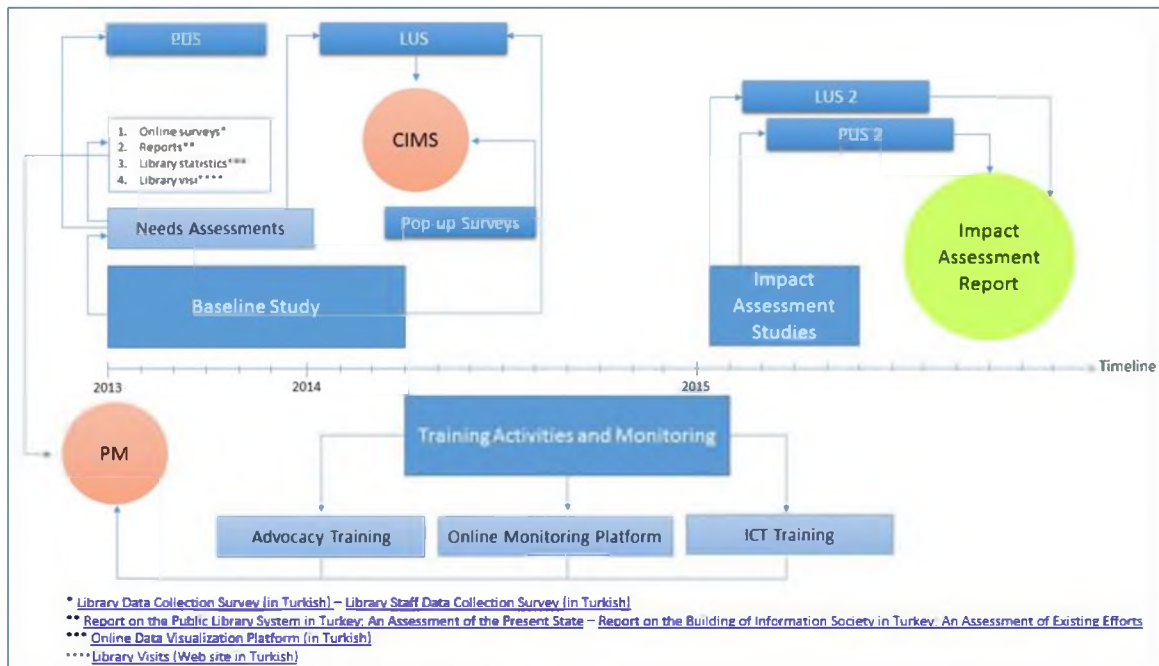 PUS
LUS
LUS 2
PUS 2
CIMS
1. Online surveys*
2. Reports**
3. Library statistics***
4. Library visi****
Needs Assessments
Pop-up Surveys
Baseline Study
Impact
Assessment
Studies
Impact
Assessment
Report
Timeline
2013
2014
2015
PM
Training Activities and Monitoring
Advocacy Training
Online Monitoring Platform
ICT Training
* Library Data Collection Survey (in Turkish) – Library Staff Data Collection Survey (in Turkish)
** Report on the Public Library System in Turkey: An Assessment of the Present State – Report on the Building of Information Society in Turkey: An Assessment of Existing Efforts
*** Online Data Visualization Platform (in Turkish)
**** Library Visits (Web site in Turkish)